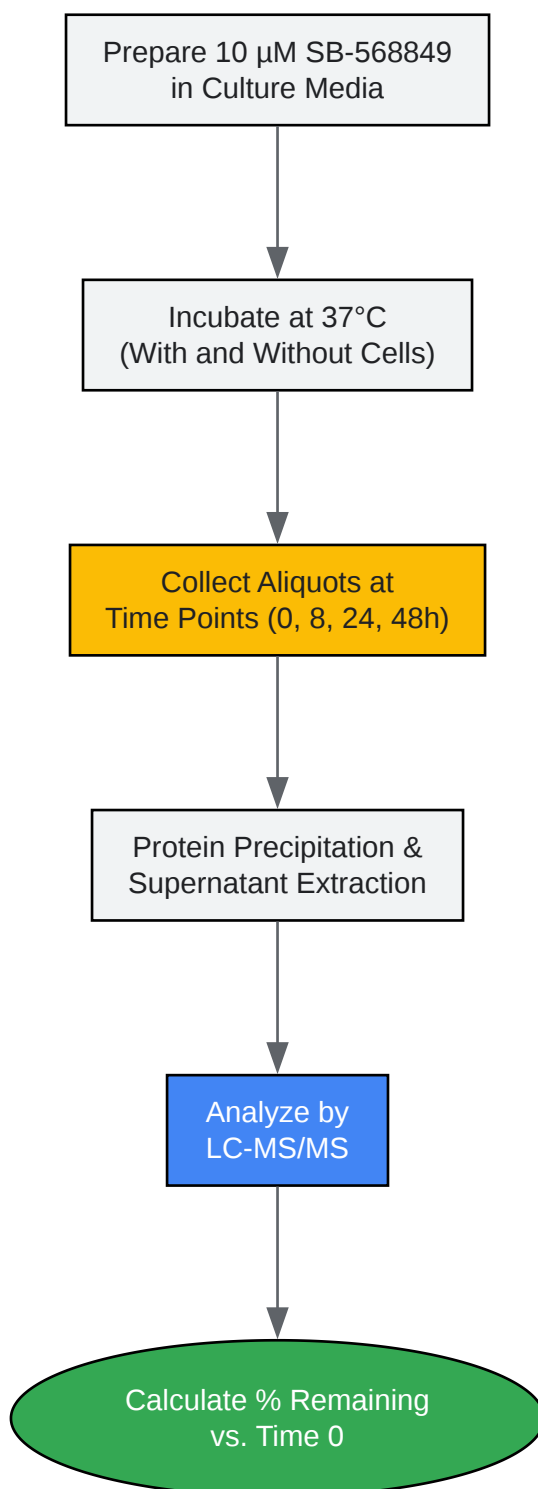 Prepare 10 µM SB-568849
in Culture Media
Incubate at 37°C
(With and Without Cells)
Collect Aliquots at
Time Points (0, 8, 24, 48h)
Protein Precipitation &
Supernatant Extraction
Analyze by
LC-MS/MS
Calculate % Remaining
vs. Time 0